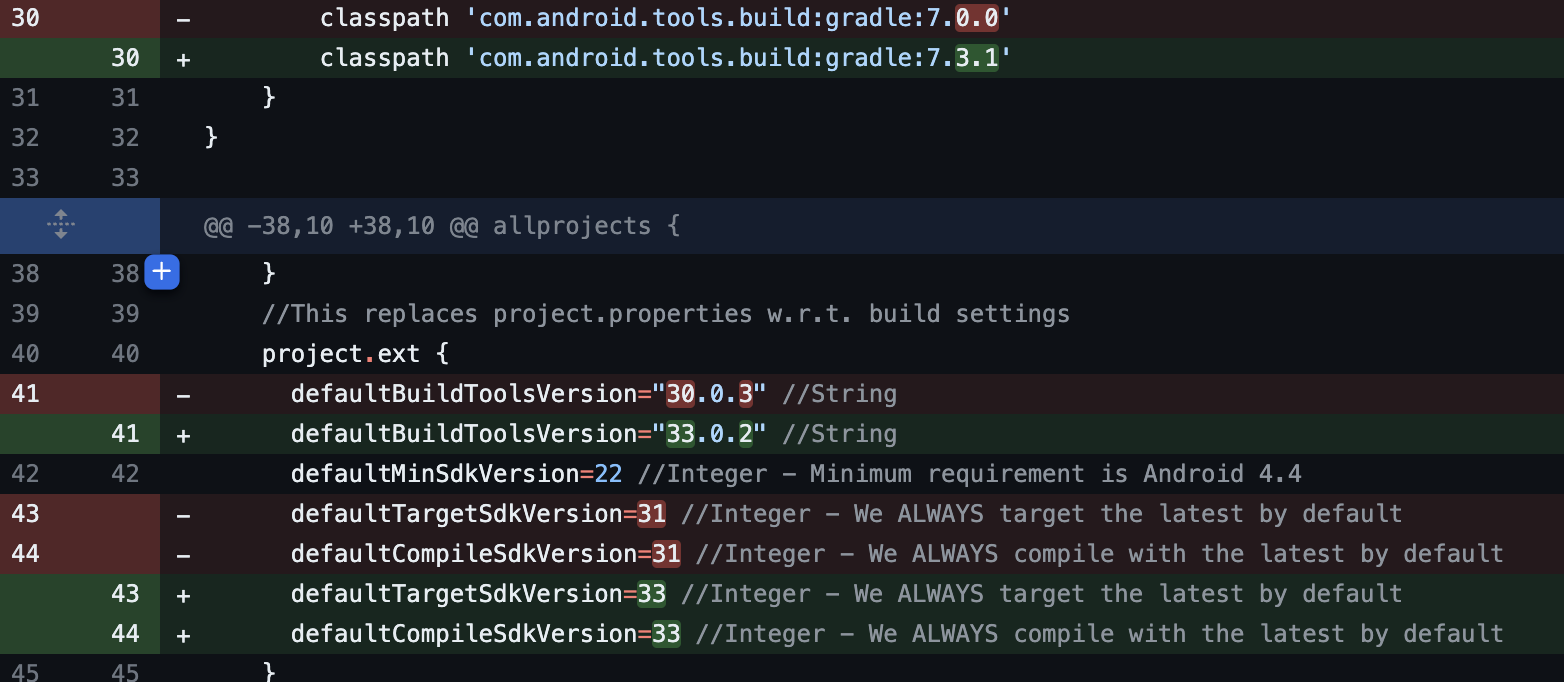 30 - classpath 'com.android.tools.build:gradle:7.0.0'
30 + classpath 'com.android.tools.build:gradle:7.3.1'
31 31 }
32 32 }
33 33
@@ -38,10 +38,10 @@ allprojects {
38 38 + }
39 39 //This replaces project.properties w.r.t. build settings
40 40 project.ext {
41 - defaultBuildToolsVersion="30.0.3" //String
41 + defaultBuildToolsVersion="33.0.2" //String
42 42 defaultMinSdkVersion=22 //Integer - Minimum requirement is Android 4.4
43 - defaultTargetSdkVersion=31 //Integer - We ALWAYS target the latest by default
44 - defaultCompileSdkVersion=31 //Integer - We ALWAYS compile with the latest by default
43 + defaultTargetSdkVersion=33 //Integer - We ALWAYS target the latest by default
44 + defaultCompileSdkVersion=33 //Integer - We ALWAYS compile with the latest by default
45 45 }